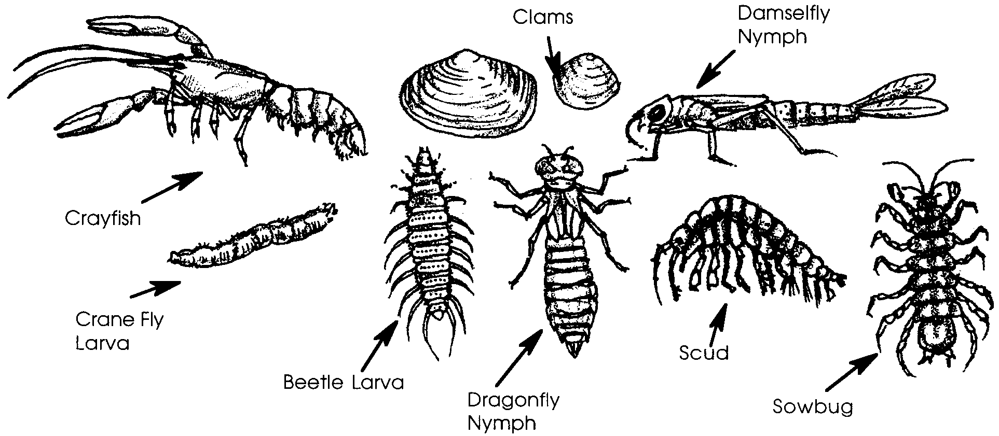 Clams
Damselfly
Nymph
Crayfish
Crane Fly
Larva
Beetle Larva
Dragonfly
Nymph
Scud
Sowbug